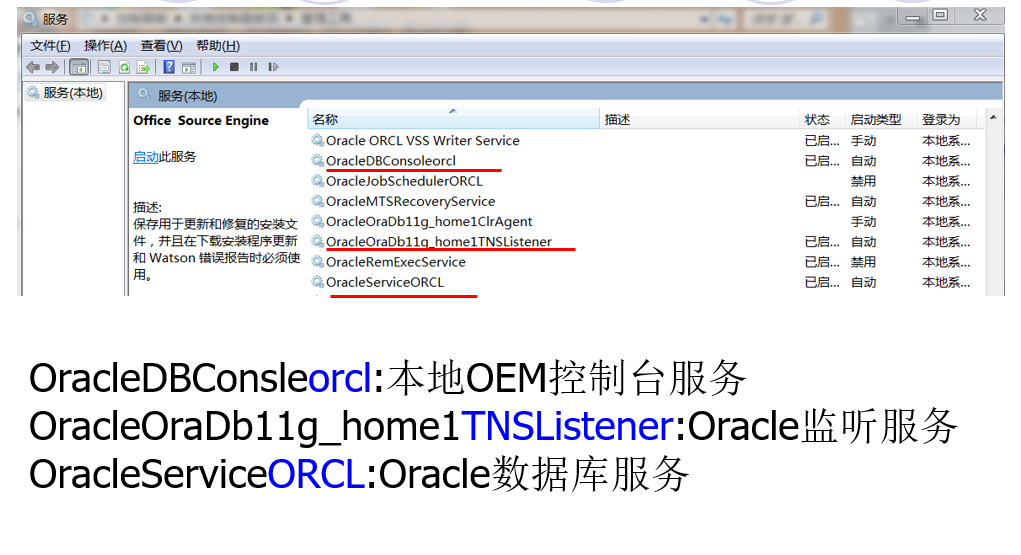 服务
文件(F) 操作(A) 查看(V) 帮助(H)
服务(本地)
服务(本地)
Office Source Engine
启动此服务
描述:
保存用于更新和修复的安装文
件，并且在下载安装程序更新
和 Watson 错误报告时必须使
用。
名称 描述 状态 启动类型 登录为
Oracle ORCL VSS Writer Service 已启... 手动 本地系...
OracleDBConsoleorcl 已启... 自动 本地系...
OracleJobSchedulerORCL 禁用 本地系...
OracleMTSRecoveryService 已启... 自动 本地系...
OracleOraDb11g_home1ClrAgent 手动 本地系...
OracleOraDb11g_home1TNSListener 已启... 自动 本地系...
OracleRemExecService 已启... 禁用 本地系...
OracleServiceORCL 已启... 自动 本地系...
OracleDBConsleorcl:本地OEM控制台服务
OracleOraDb11g_home1TNSListener:Oracle监听服务
OracleServiceORCL:Oracle数据库服务